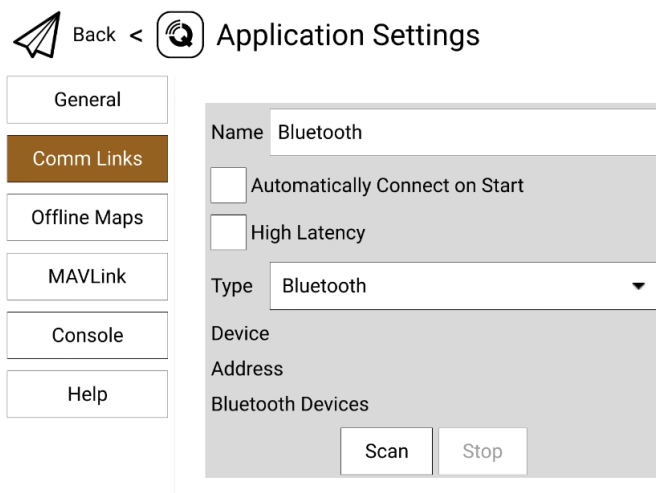 Back < Application Settings
General
Comm Links
Offline Maps
MAVLink
Console
Help
Name Bluetooth
Automatically Connect on Start
High Latency
Type Bluetooth
Device
Address
Bluetooth Devices
Scan Stop